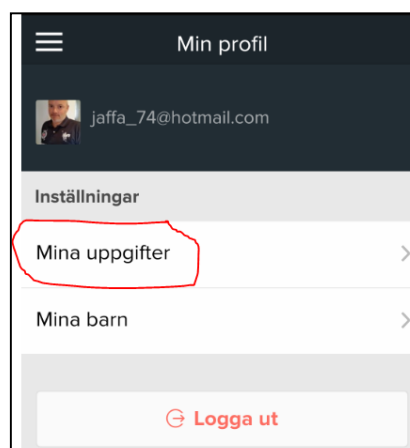 Min profil
jaffa_74@hotmail.com
Inställningar
Mina uppgifter
Mina barn
Logga ut